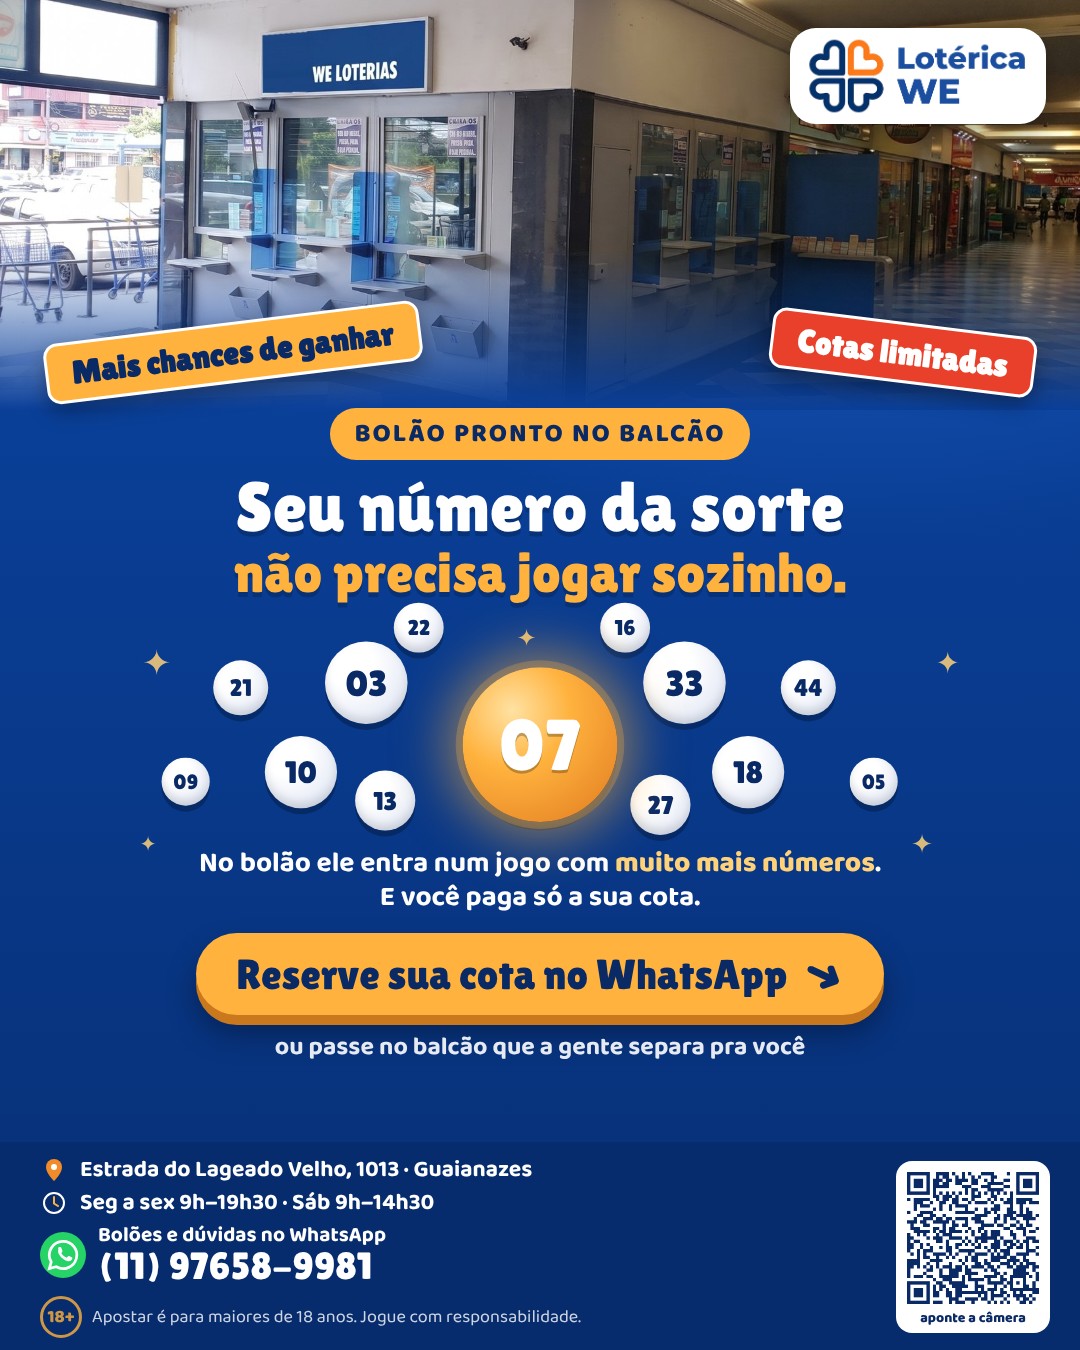 WE LOTERIAS
Lotérica
WE
Mais chances de ganhar
Cotas limitadas
BOLÃO PRONTO NO BALCÃO
Seu número da sorte
não precisa jogar sozinho.
22
16
21
03
33
44
07
09
10
13
27
18
05
No bolão ele entra num jogo com muito mais números.
E você paga só a sua cota.
Reserve sua cota no WhatsApp
ou passe no balcão que a gente separa pra você
Estrada do Lageado Velho, 1013 · Guaianazes
Seg a sex 9h–19h30 · Sáb 9h–14h30
Bolões e dúvidas no WhatsApp
(11) 97658-9981
18+ Apostar é para maiores de 18 anos. Jogue com responsabilidade.
aponte a câmera